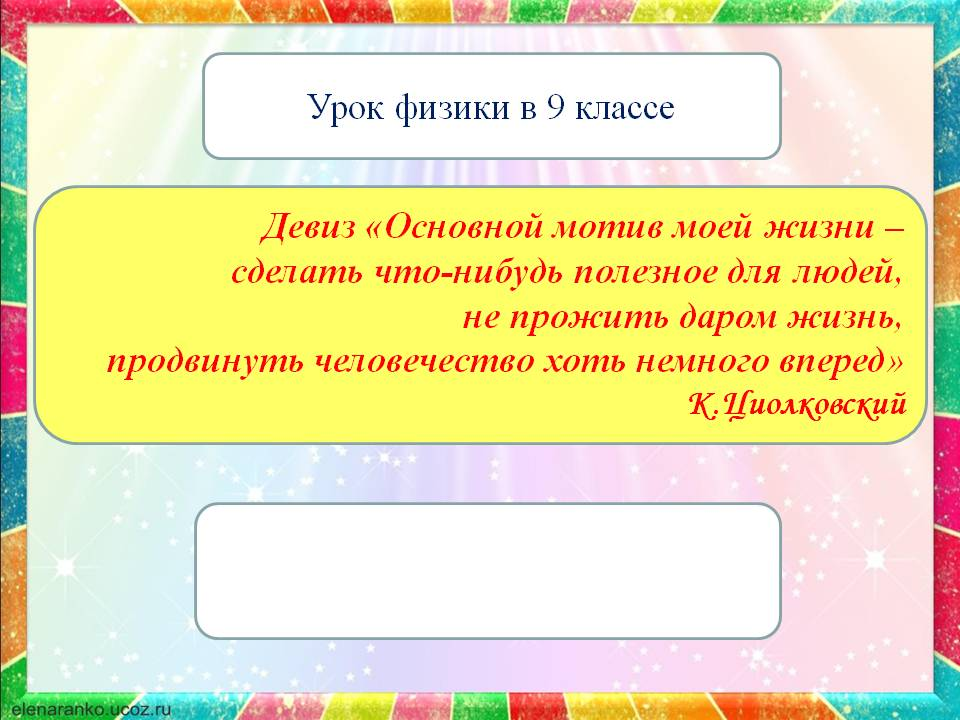 Урок физики в 9 классе
Девиз «Основной мотив моей жизни –
сделать что-нибудь полезное для людей,
не прожить даром жизнь,
продвинуть человечество хоть немного вперед»
К.Циолковский
elenaranko.ucoz.ru